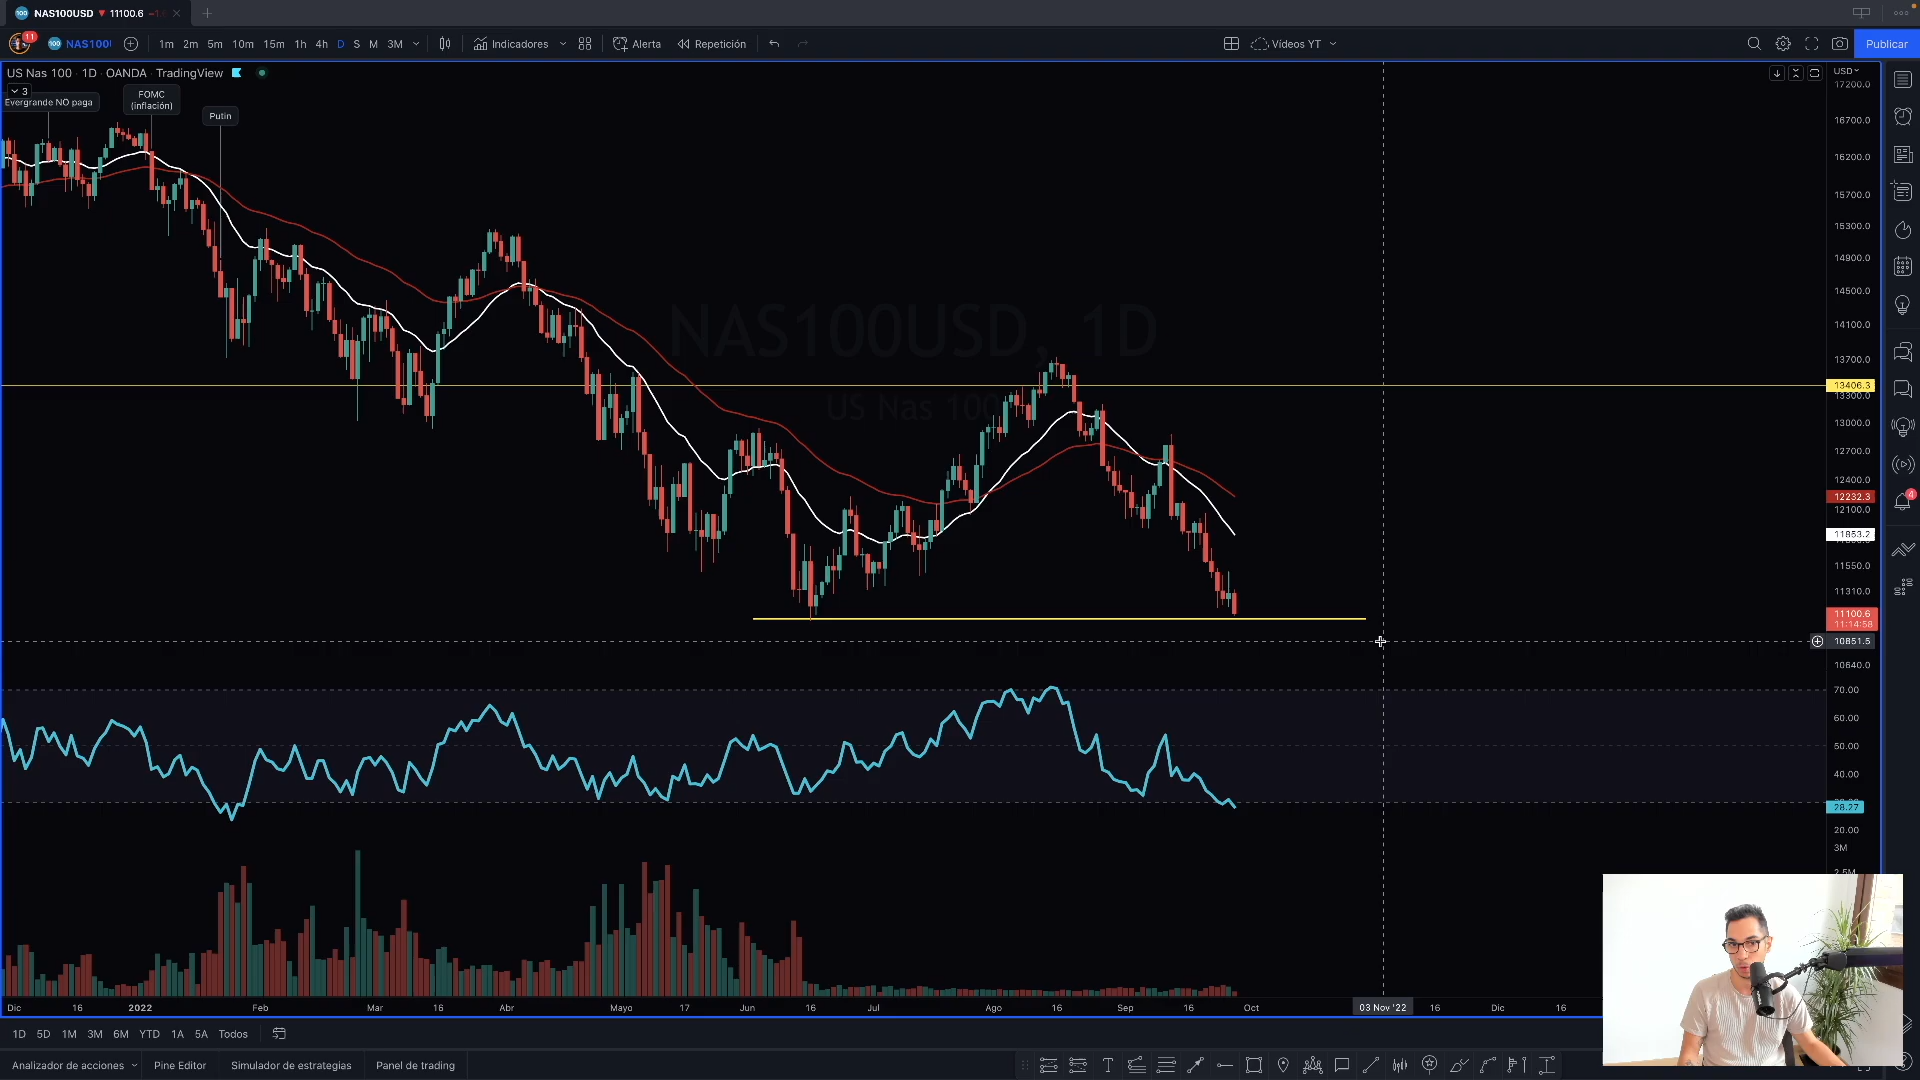 NAS100USD ▼ 11100.6
11
NAS100
1m 2m 5m 10m 15m 1h 4h D S M 3M
Indicadores
Alerta
Repetición
Vídeos YT
Publicar
US Nas 100 · 1D · OANDA · TradingView
3
Evergrande NO paga
FOMC
(inflación)
Putin
NAS100USD, 1D
US Nas 100
USD
17200.0
16700.0
16200.0
15700.0
15300.0
14900.0
14500.0
14100.0
13700.0
13406.3
13300.0
13000.0
12700.0
12400.0
12232.3
12100.0
11853.2
11550.0
11310.0
11100.6
11:14:58
10851.5
10640.0
70.00
60.00
50.00
40.00
28.27
20.00
3M
2.5M
4
Dic 16 2022 Feb Mar 16 Abr Mayo 17 Jun 16 Jul Ago 16 Sep 16 Oct 03 Nov '22 16 Dic 16
1D 5D 1M 3M 6M YTD 1A 5A Todos
Analizador de acciones Pine Editor Simulador de estrategias Panel de trading